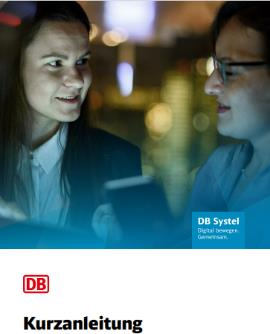 DB Systel
Digital bewegen.
Gemeinsam.
DB
Kurzanleitung